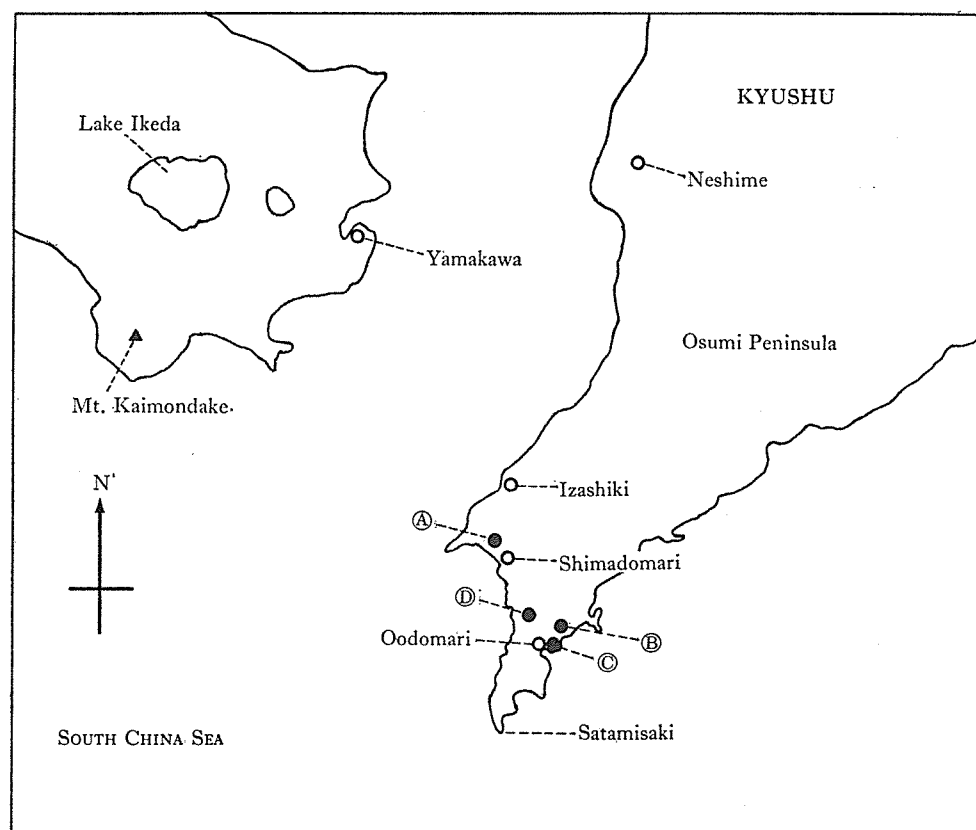 KYUSHU
Lake Ikeda
Neshime
Yamakawa
Osumi Peninsula
Mt. Kaimondake
N
Izashiki
Ⓐ
Shimadomari
Ⓓ
Oodomari
Ⓑ
Ⓒ
SOUTH CHINA SEA
Satamisaki